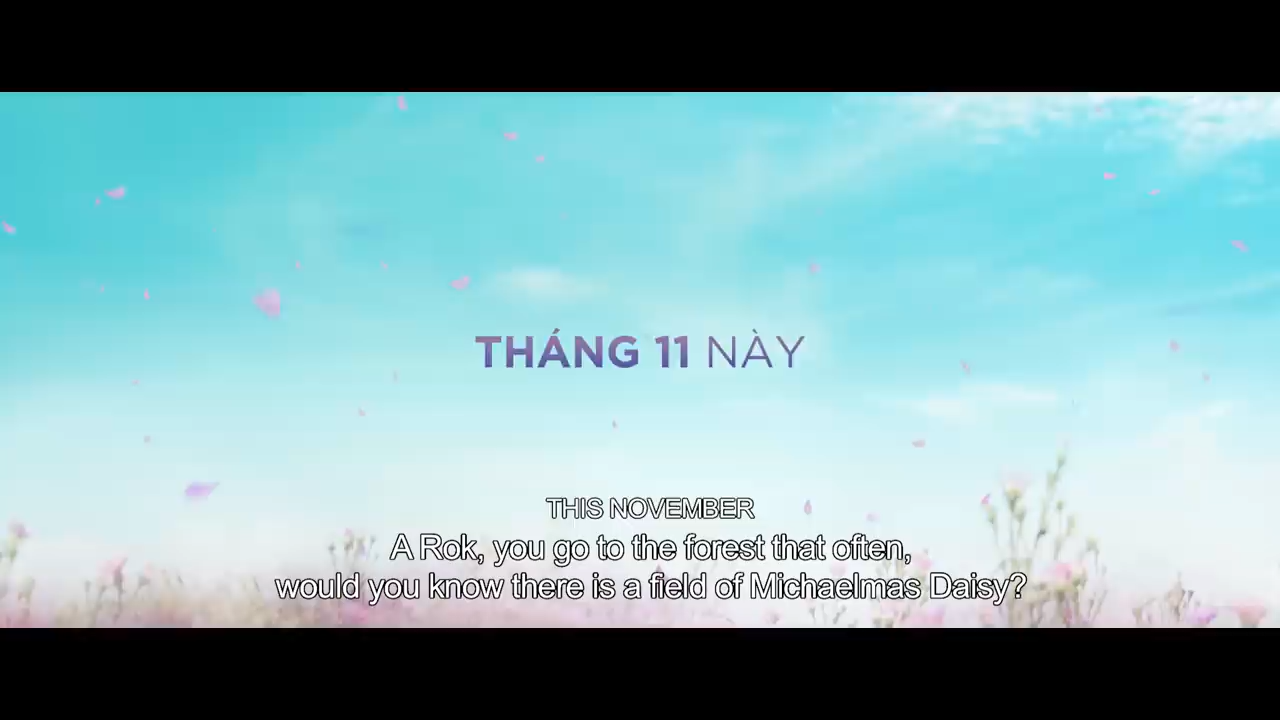 THÁNG 11 NÀY
THIS NOVEMBER
A Rok, you go to the forest that often,
would you know there is a field of Michaelmas Daisy?